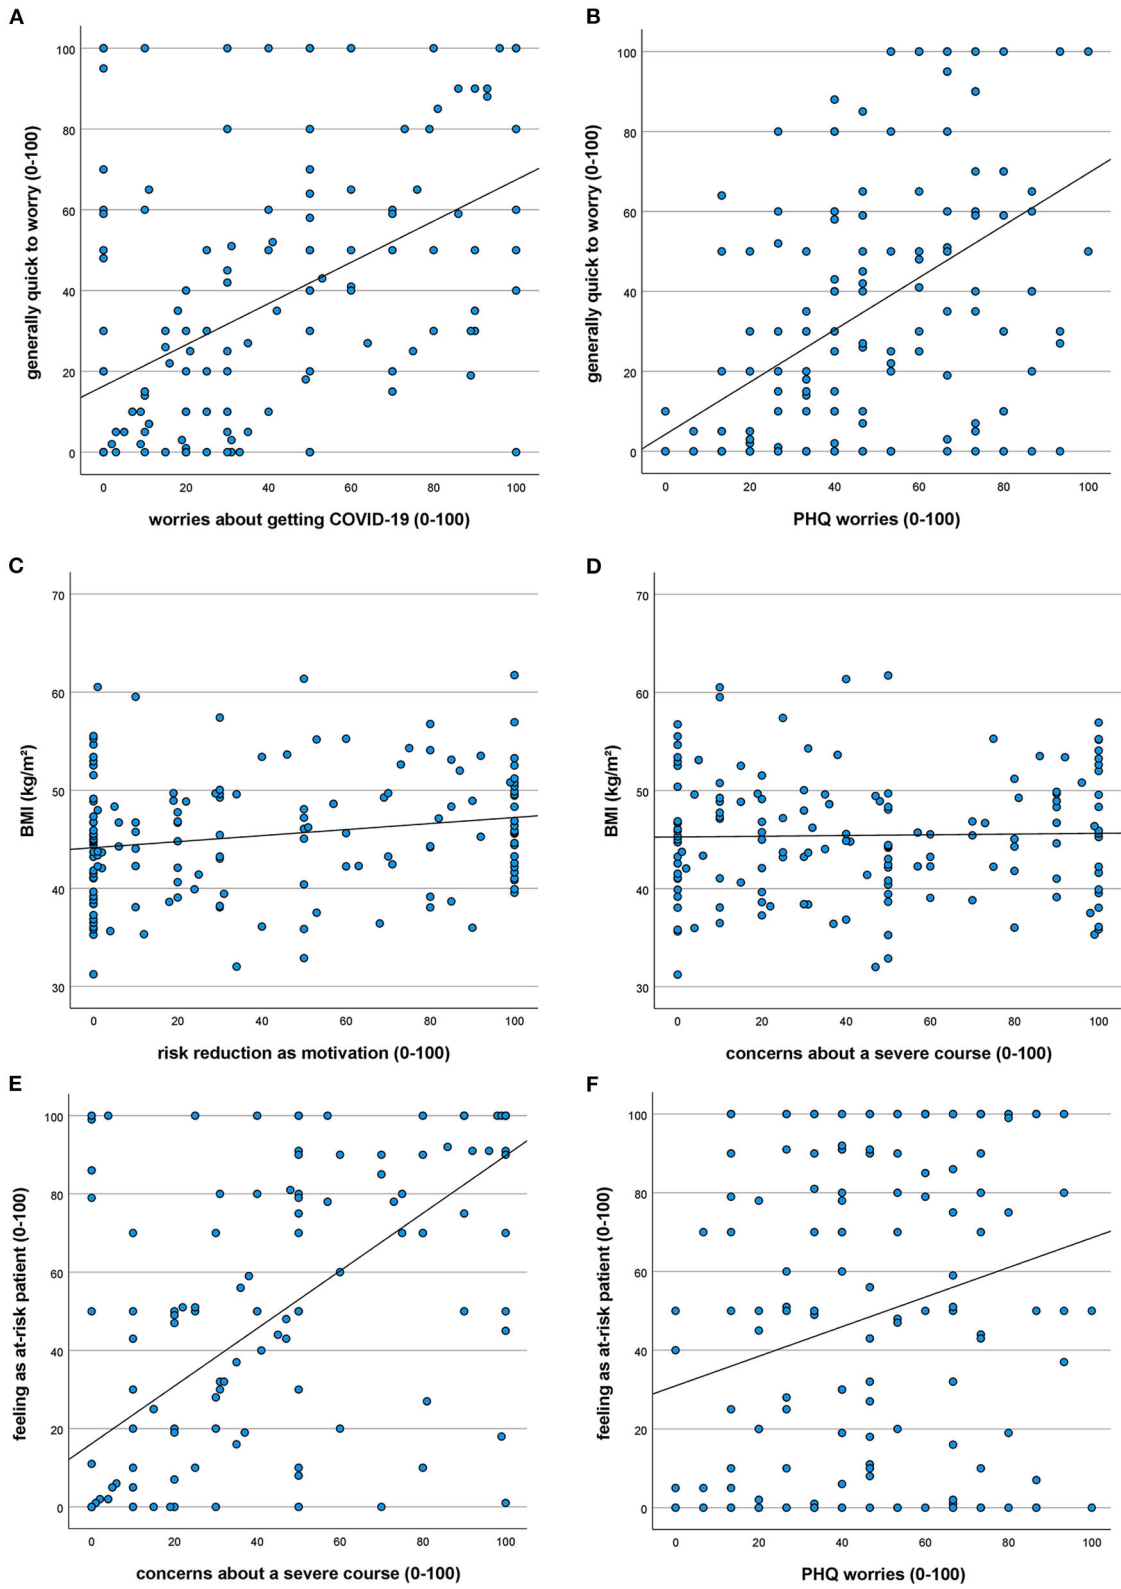 A
100
80
60
40
20
0
generally quick to worry (0-100)
0 20 40 60 80 100
worries about getting COVID-19 (0-100)
B
100
80
60
40
20
0
generally quick to worry (0-100)
0 20 40 60 80 100
PHQ worries (0-100)
C
70
60
50
40
30
BMI (kg/m²)
0 20 40 60 80 100
risk reduction as motivation (0-100)
D
70
60
50
40
30
BMI (kg/m²)
0 20 40 60 80 100
concerns about a severe course (0-100)
E
100
80
60
40
20
0
feeling as at-risk patient (0-100)
0 20 40 60 80 100
concerns about a severe course (0-100)
F
100
80
60
40
20
0
feeling as at-risk patient (0-100)
0 20 40 60 80 100
PHQ worries (0-100)